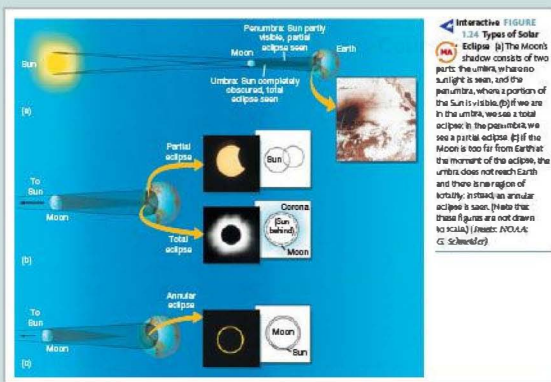 Penumbra: Sun partly
visible, partial
eclipse seen
Moon
Earth
Sun
Umbra: Sun completely
obscured, total
eclipse seen
(a)
Partial
eclipse
Sun
To
Sun
Moon
Corona
(Sun
behind)
Moon
Total
eclipse
(b)
Annular
eclipse
To
Sun
Moon
Moon
Sun
(c)
Interactive FIGURE
1.24 Types of Solar
MA
Eclipse (a) The Moon's
shadow consists of two
parts: the umbra, where no
sunlight is seen, and the
penumbra, where a portion of
the Sun is visible. (b) If we are
in the umbra, we see a total
eclipse; in the penumbra, we
see a partial eclipse. (c) If the
Moon is too far from Earth at
the moment of the eclipse, the
umbra does not reach Earth
and there is no region of
totality; instead, an annular
eclipse is seen. (Note that
these figures are not drawn
to scale.) (Insets: NOAA;
G. Schneider)